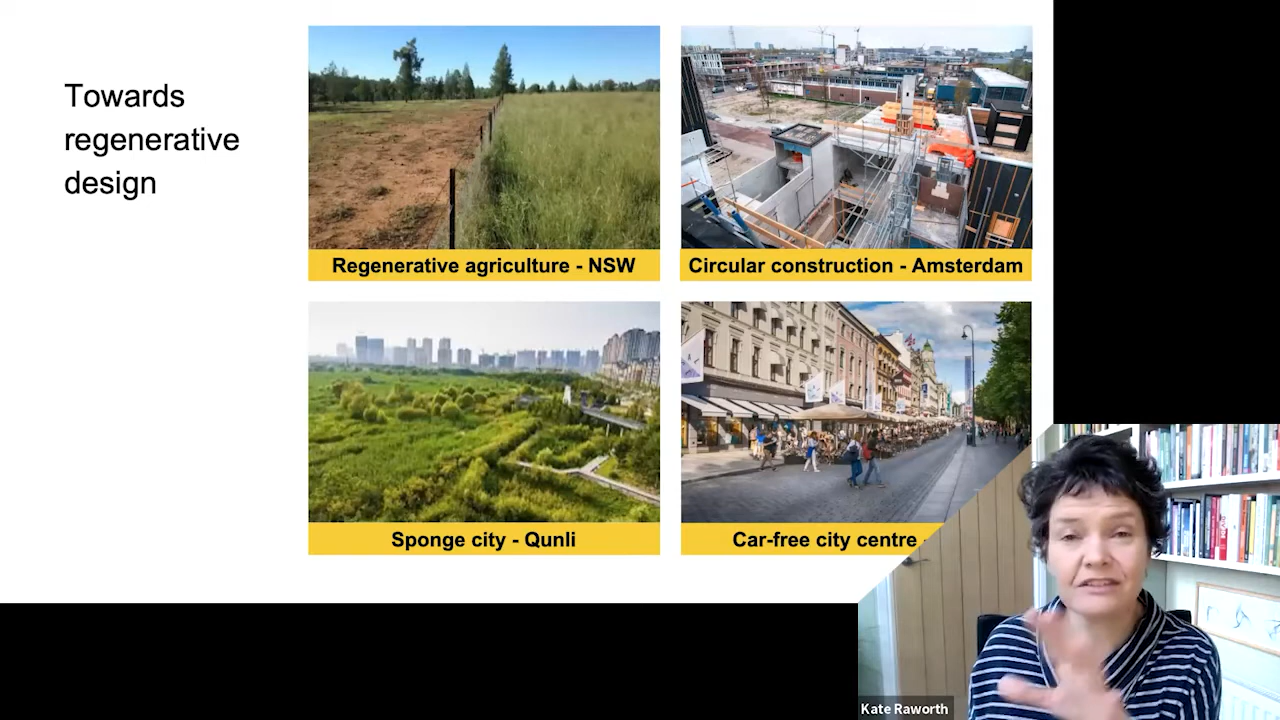 Towards
regenerative
design
Regenerative agriculture - NSW
Circular construction - Amsterdam
Sponge city - Qunli
Car-free city centre -
Kate Raworth